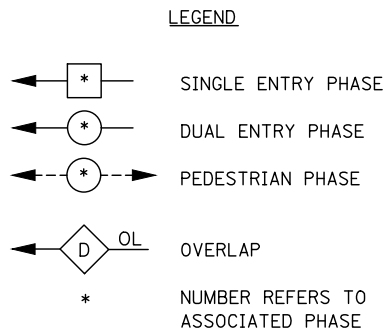 LEGEND
* SINGLE ENTRY PHASE
* DUAL ENTRY PHASE
* PEDESTRIAN PHASE
D OL OVERLAP
* NUMBER REFERS TO
ASSOCIATED PHASE